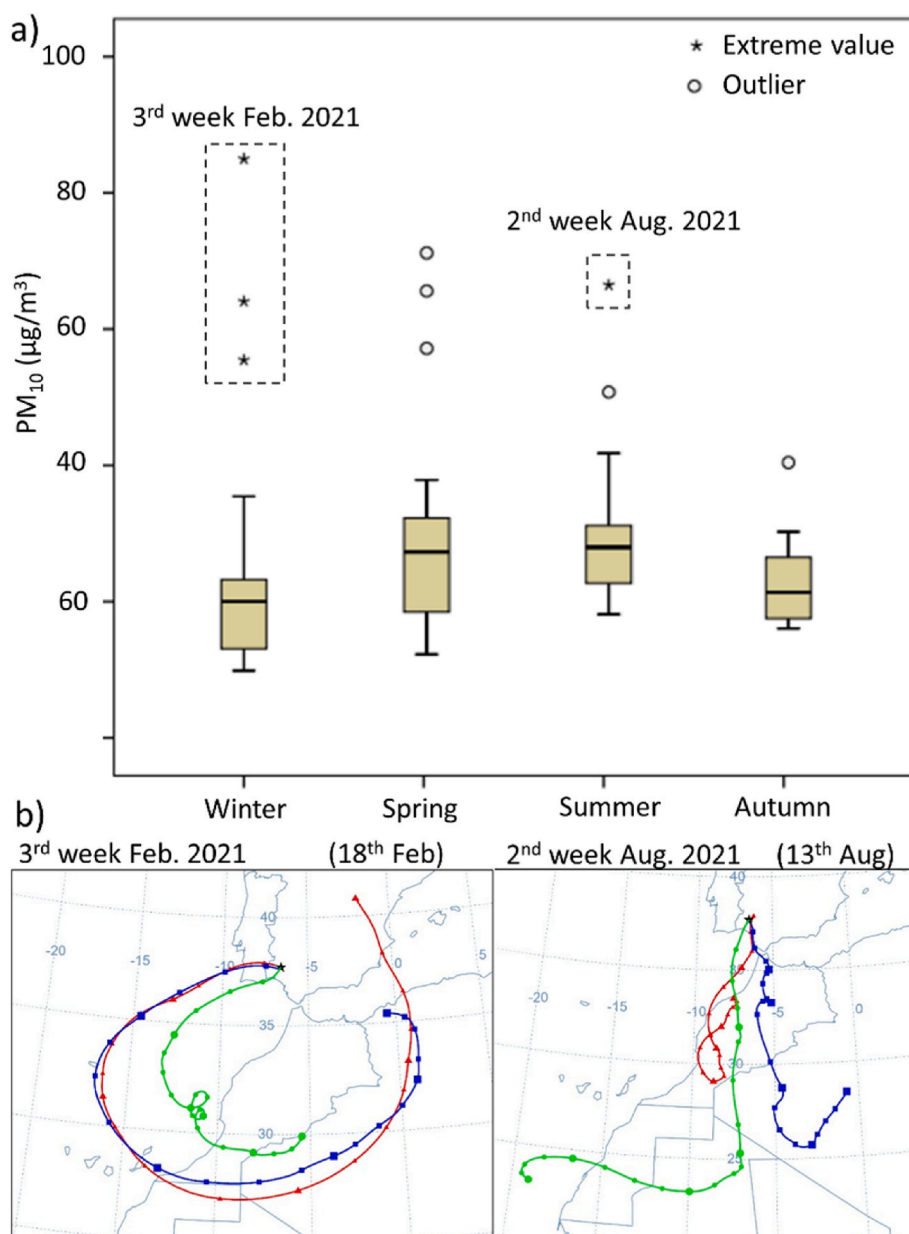 a)
100
★ Extreme value
○ Outlier
3rd week Feb. 2021
80
2nd week Aug. 2021
60
PM10 (µg/m3)
40
60
Winter Spring Summer Autumn
b)
3rd week Feb. 2021 (18th Feb)
2nd week Aug. 2021 (13th Aug)
-20
-15
-10
-5
0
5
40
35
30
40
35
30
25
-20
-15
-10
-5
0